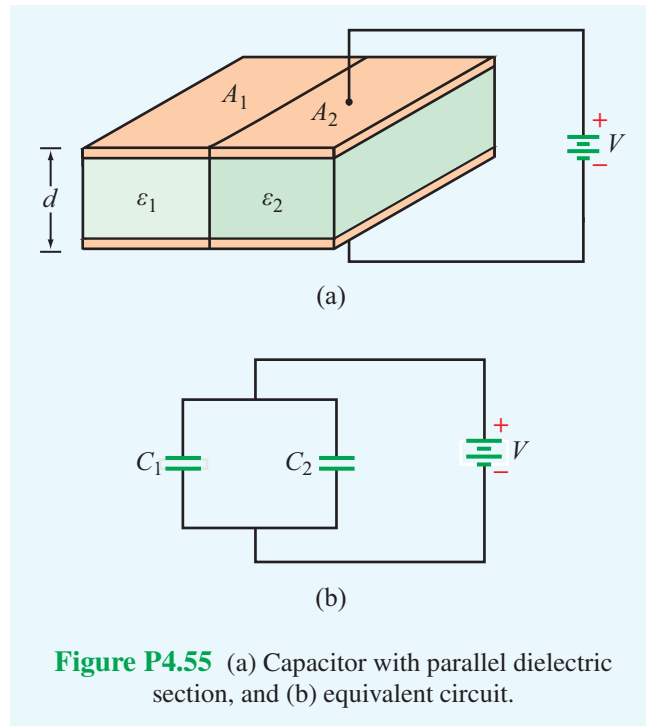 A₁
A₂
+
V
−
d
ε₁
ε₂
(a)
+
C₁
C₂
V
−
(b)
Figure P4.55 (a) Capacitor with parallel dielectric
section, and (b) equivalent circuit.